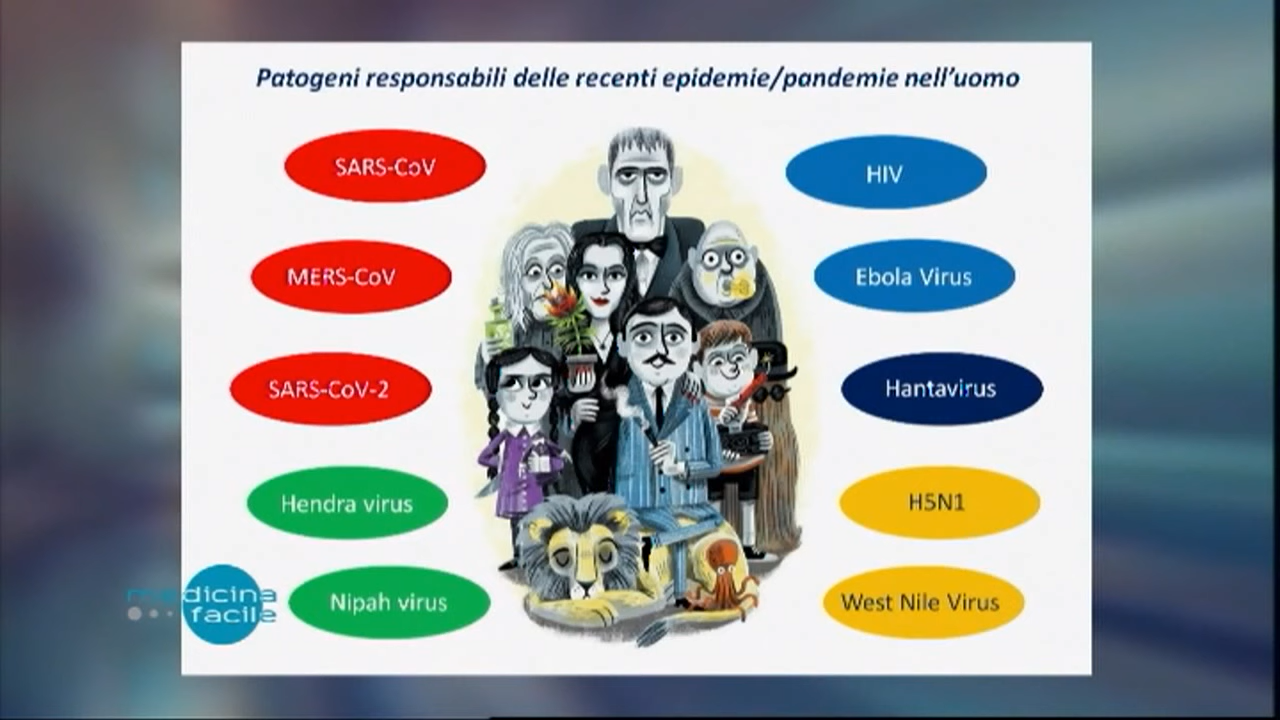 Patogeni responsabili delle recenti epidemie/pandemie nell'uomo
SARS-CoV
HIV
MERS-CoV
Ebola Virus
SARS-CoV-2
Hantavirus
Hendra virus
H5N1
Nipah virus
West Nile Virus
medicina
facile